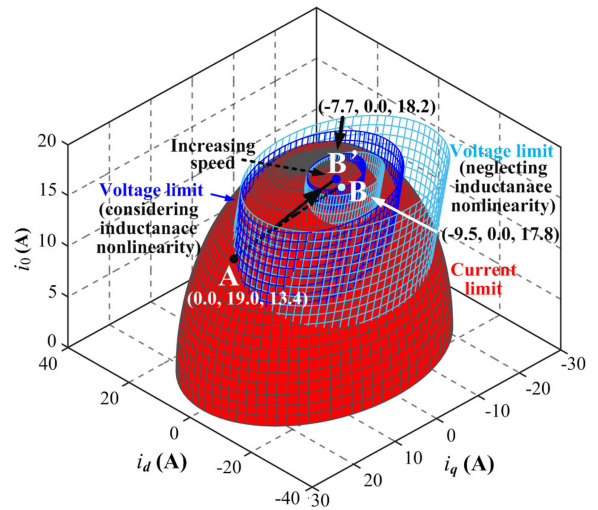 (-7.7, 0.0, 18.2)
20
Increasing
speed
15
Voltage limit
(considering
inductanace
nonlinearity)
B'
B
Voltage limit
(neglecting
inductanace
nonlinearity)
(-9.5, 0.0, 17.8)
10
A
(0.0, 19.0, 13.4)
Current
limit
i0 (A)
5
0
40
20
0
-20
-40
id (A)
30
20
10
0
-10
-20
-30
iq (A)